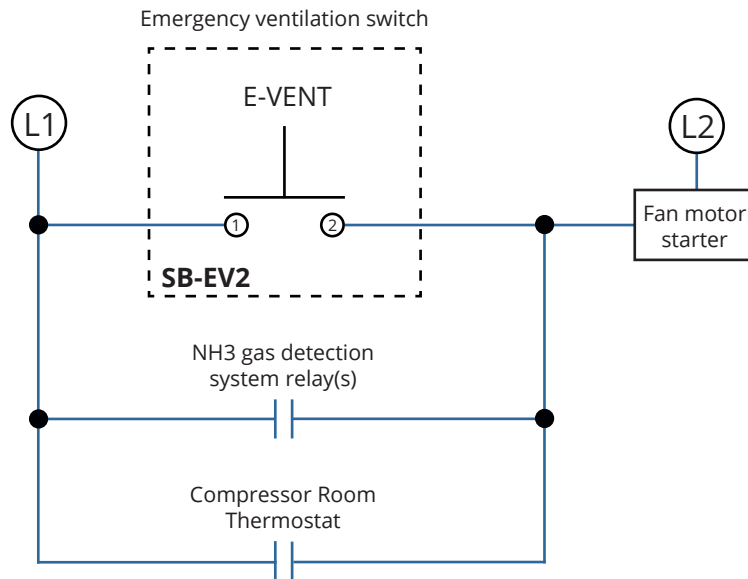 Emergency ventilation switch
E-VENT
L1
L2
1
2
Fan motor
starter
SB-EV2
NH3 gas detection
system relay(s)
Compressor Room
Thermostat